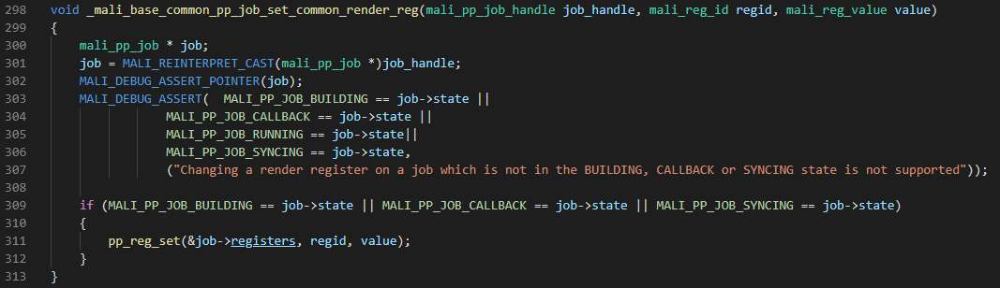 298 void _mali_base_common_pp_job_set_common_render_reg(mali_pp_job_handle job_handle, mali_reg_id regid, mali_reg_value value)
299 {
300     mali_pp_job * job;
301     job = MALI_REINTERPRET_CAST(mali_pp_job *)job_handle;
302     MALI_DEBUG_ASSERT_POINTER(job);
303     MALI_DEBUG_ASSERT(  MALI_PP_JOB_BUILDING == job->state ||
304                 MALI_PP_JOB_CALLBACK == job->state ||
305                 MALI_PP_JOB_RUNNING == job->state||
306                 MALI_PP_JOB_SYNCING == job->state,
307                 ("Changing a render register on a job which is not in the BUILDING, CALLBACK or SYNCING state is not supported"));
308
309     if (MALI_PP_JOB_BUILDING == job->state || MALI_PP_JOB_CALLBACK == job->state || MALI_PP_JOB_SYNCING == job->state)
310     {
311         pp_reg_set(&job->registers, regid, value);
312     }
313 }